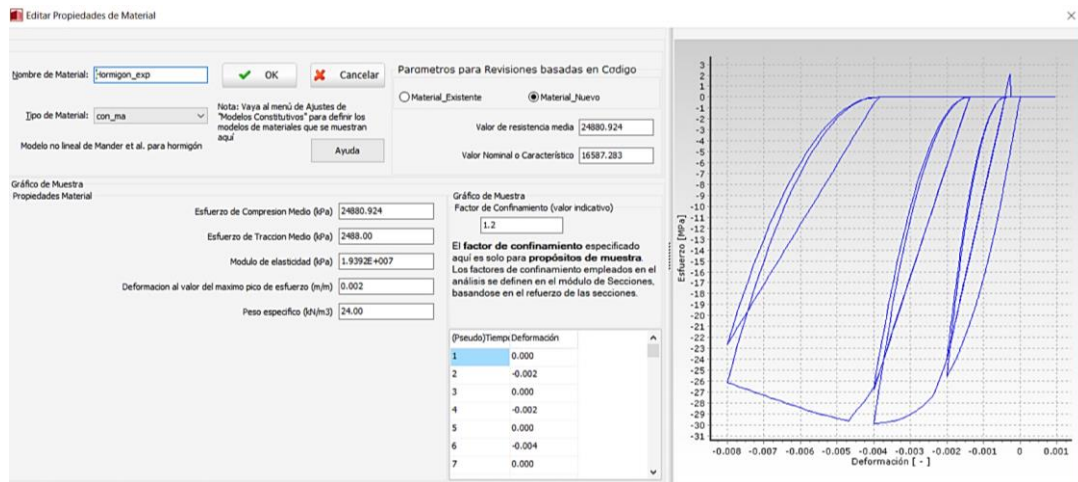 Editar Propiedades de Material
Nombre de Material: Hormigon_exp
OK
Cancelar
Tipo de Material: con_ma
Nota: Vaya al menú de Ajustes de
"Modelos Constitutivos" para definir los
modelos de materiales que se muestran
aquí
Modelo no lineal de Mander et al. para hormigón
Ayuda
Parametros para Revisiones basadas en Codigo
Material_Existente
Material_Nuevo
Valor de resistencia media 24880.924
Valor Nominal o Característico 16587.283
Gráfico de Muestra
Propiedades Material
Esfuerzo de Compresion Medio (kPa) 24880.924
Esfuerzo de Traccion Medio (kPa) 2488.00
Modulo de elasticidad (kPa) 1.9392E+007
Deformacion al valor del maximo pico de esfuerzo (m/m) 0.002
Peso especifico (kN/m3) 24.00
Gráfico de Muestra
Factor de Confinamiento (valor indicativo)
1.2
El factor de confinamiento especificado
aquí es solo para propósitos de muestra.
Los factores de confinamiento empleados en el
análisis se definen en el módulo de Secciones,
basandose en el refuerzo de las secciones.
(Pseudo)Tiempo Deformación
1 0.000
2 -0.002
3 0.000
4 -0.002
5 0.000
6 -0.004
7 0.000
Esfuerzo [MPa]
3
2
1
0
-1
-2
-3
-4
-5
-6
-7
-8
-9
-10
-11
-12
-13
-14
-15
-16
-17
-18
-19
-20
-21
-22
-23
-24
-25
-26
-27
-28
-29
-30
-31
-0.008 -0.007 -0.006 -0.005 -0.004 -0.003 -0.002 -0.001 0 0.001
Deformación [ - ]